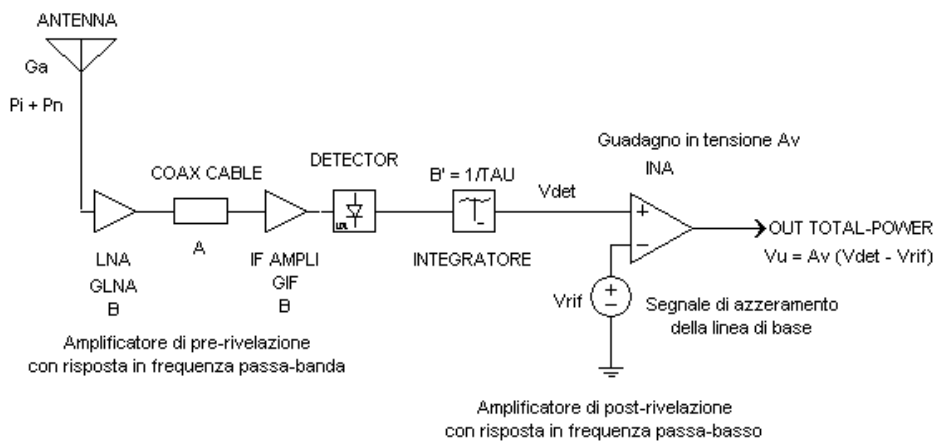 ANTENNA
Ga
Pi + Pn
Guadagno in tensione Av
INA
DETECTOR
COAX CABLE
B' = 1/TAU
Vdet
OUT TOTAL-POWER
Vu = Av (Vdet - Vrif)
LNA
GLNA
B
A
IF AMPLI
GIF
B
INTEGRATORE
Vrif
Segnale di azzeramento
della linea di base
Amplificatore di pre-rivelazione
con risposta in frequenza passa-banda
Amplificatore di post-rivelazione
con risposta in frequenza passa-basso